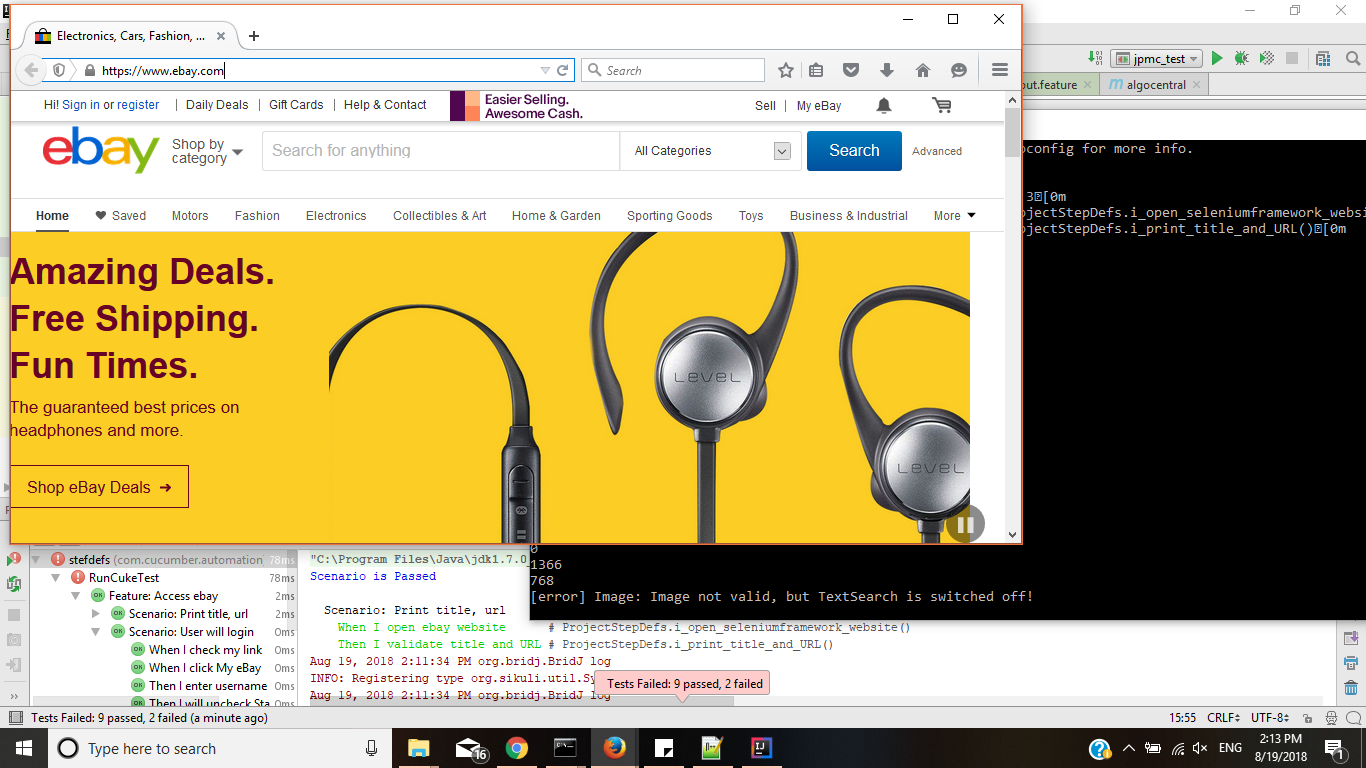 Electronics, Cars, Fashion, ...
https://www.ebay.com
Search
Hi! Sign in or register | Daily Deals | Gift Cards | Help & Contact
Easier Selling.
Awesome Cash.
Sell | My eBay
ebay
Shop by
category
Search for anything
All Categories
Search
Advanced
Home
Saved
Motors
Fashion
Electronics
Collectibles & Art
Home & Garden
Sporting Goods
Toys
Business & Industrial
More
Amazing Deals.
Free Shipping.
Fun Times.
The guaranteed best prices on
headphones and more.
Shop eBay Deals
LEVEL
LEVEL
jpmc_test
out.feature
algocentral
config for more info.
3 [0m
ojectStepDefs.i_open_seleniumframework_websi
ojectStepDefs.i_print_title_and_URL() [0m
0
1366
768
[error] Image: Image not valid, but TextSearch is switched off!
stefdefs (com.cucumber.automation 78ms
RunCukeTest 78ms
Feature: Access ebay 2ms
Scenario: Print title, url 2ms
Scenario: User will login 0ms
When I check my link 0ms
When I click My eBay 0ms
Then I enter username 0ms
Then I will uncheck Sta 0ms
"C:\Program Files\Java\jdk1.7.0
Scenario is Passed
Scenario: Print title, url
When I open ebay website # ProjectStepDefs.i_open_seleniumframework_website()
Then I validate title and URL # ProjectStepDefs.i_print_title_and_URL()
Aug 19, 2018 2:11:34 PM org.bridj.BridJ log
INFO: Registering type org.sikuli.util.Sy
Aug 19, 2018 2:11:34 PM org.bridj.BridJ log
Tests Failed: 9 passed, 2 failed
Tests Failed: 9 passed, 2 failed (a minute ago)
15:55 CRLF UTF-8
Type here to search
16
ENG
2:13 PM
8/19/2018
1